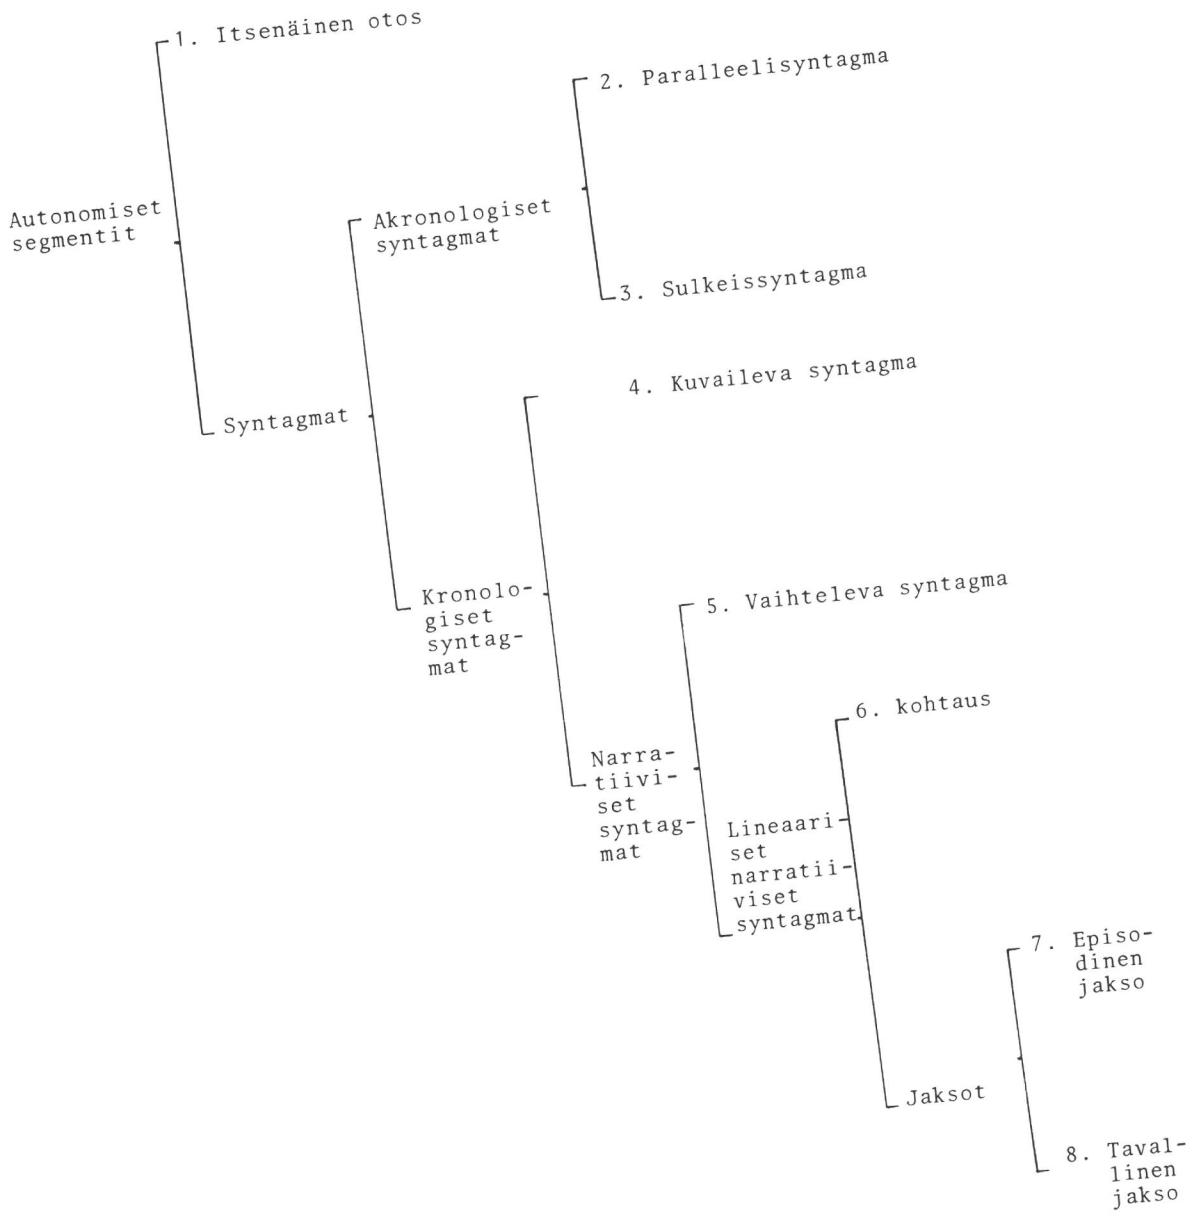 1. Itsenäinen otos
2. Paralleelisyntagma
Autonomiset
segmentit
Akronologiset
syntagmat
3. Sulkeissyntagma
4. Kuvaileva syntagma
Syntagmat
Kronolo-
giset
syntag-
mat
5. Vaihteleva syntagma
6. kohtaus
Narra-
tiivi-
set
syntag-
mat
Lineaari-
set
narratii-
viset
syntagmat
7. Episo-
dinen
jakso
Jaksot
8. Taval-
linen
jakso